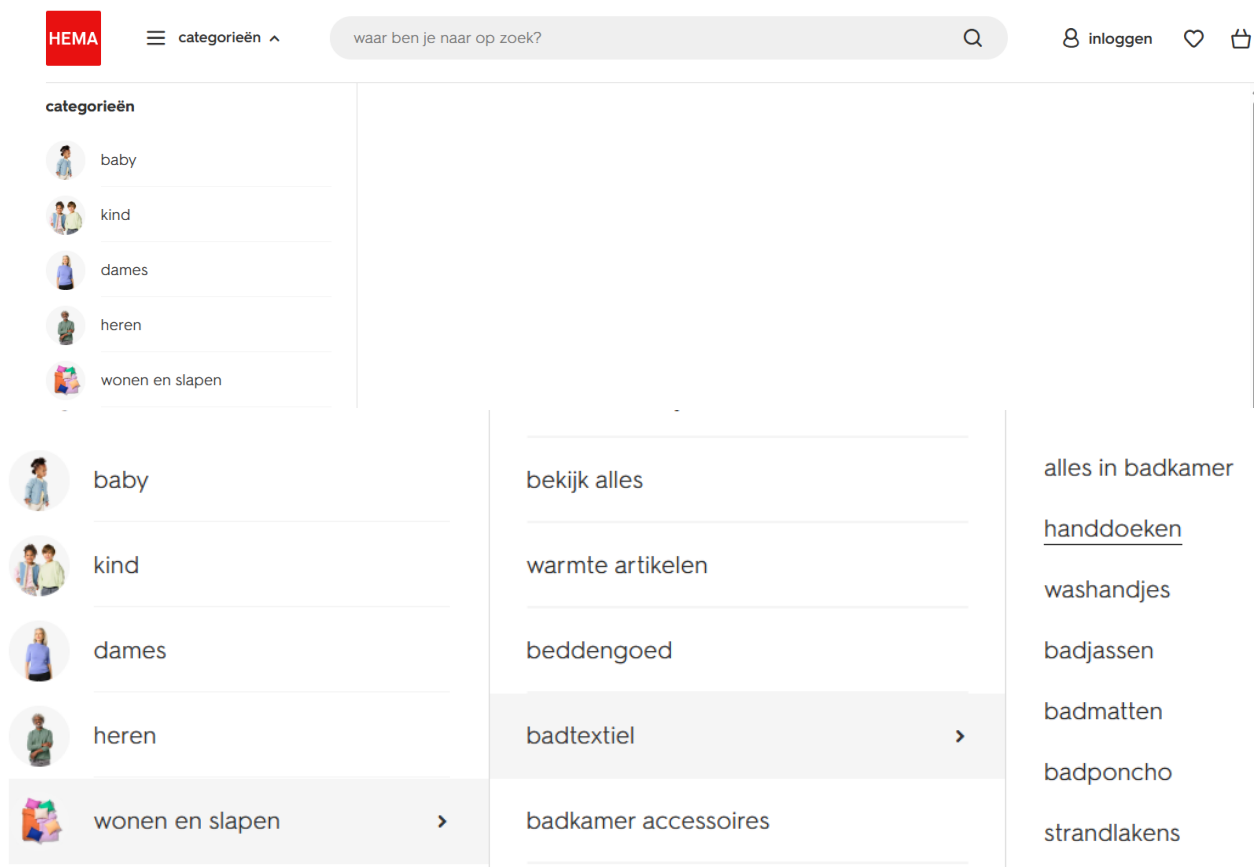 HEMA
categorieën
waar ben je naar op zoek?
inloggen
categorieën
baby
kind
dames
heren
wonen en slapen
baby
kind
dames
heren
wonen en slapen
bekijk alles
warmte artikelen
beddengoed
badtextiel
badkamer accessoires
alles in badkamer
handdoeken
washandjes
badjassen
badmatten
badponcho
strandlakens